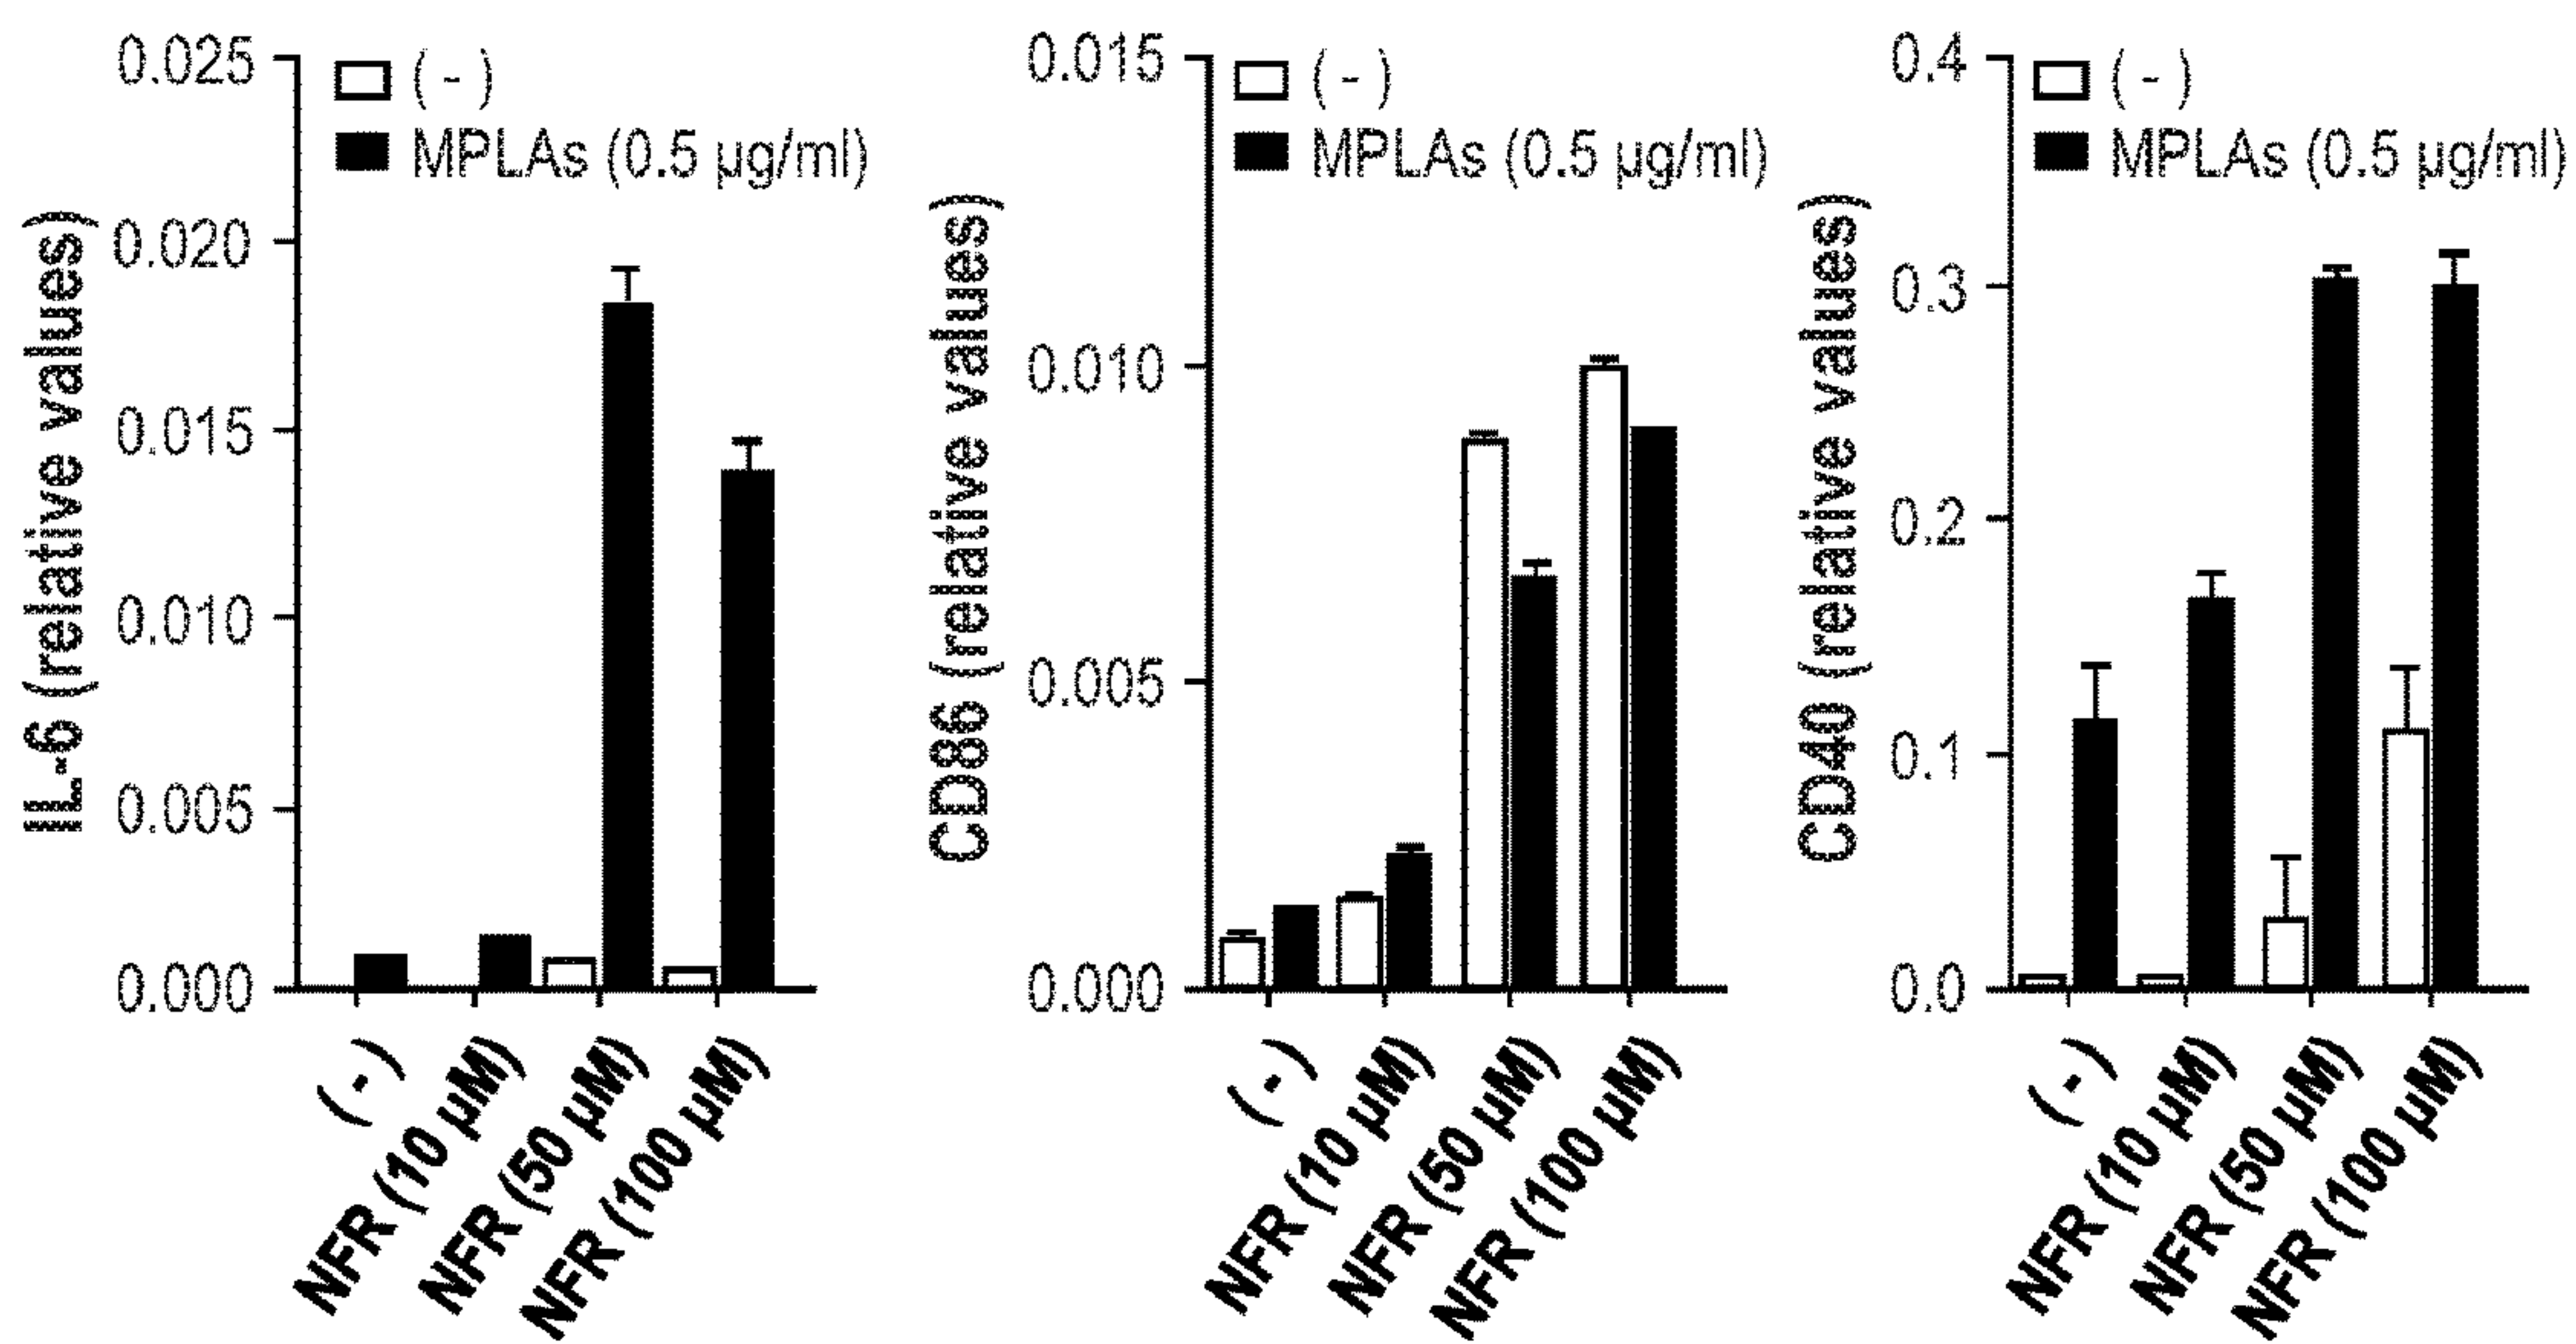 IL-6 (relative values)
0.025
0.020
0.015
0.010
0.005
0.000
( - )
MPLAs (0.5 µg/ml)
( - )
NFR (10 µM)
NFR (50 µM)
NFR (100 µM)
CD86 (relative values)
0.015
0.010
0.005
0.000
( - )
MPLAs (0.5 µg/ml)
( - )
NFR (10 µM)
NFR (50 µM)
NFR (100 µM)
CD40 (relative values)
0.4
0.3
0.2
0.1
0.0
( - )
MPLAs (0.5 µg/ml)
( - )
NFR (10 µM)
NFR (50 µM)
NFR (100 µM)